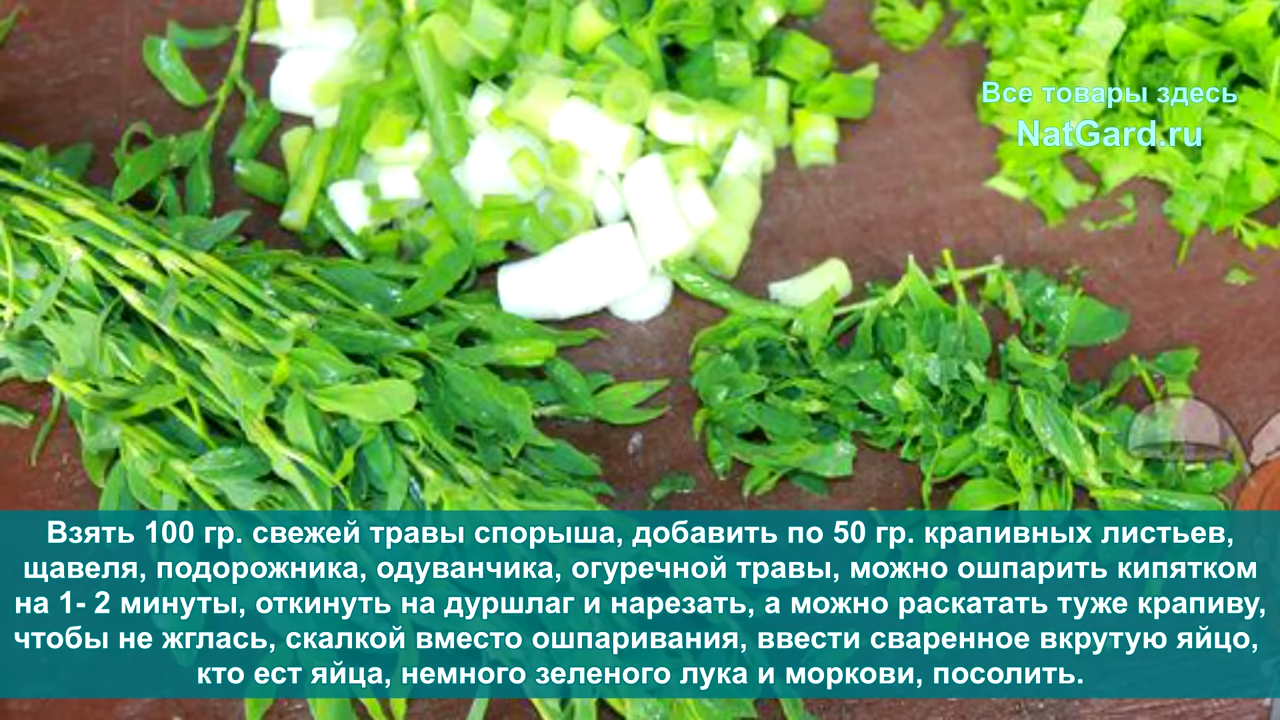 Все товары здесь
NatGard.ru
Взять 100 гр. свежей травы спорыша, добавить по 50 гр. крапивных листьев,
щавеля, подорожника, одуванчика, огуречной травы, можно ошпарить кипятком
на 1- 2 минуты, откинуть на дуршлаг и нарезать, а можно раскатать туже крапиву,
чтобы не жглась, скалкой вместо ошпаривания, ввести сваренное вкрутую яйцо,
кто ест яйца, немного зеленого лука и моркови, посолить.